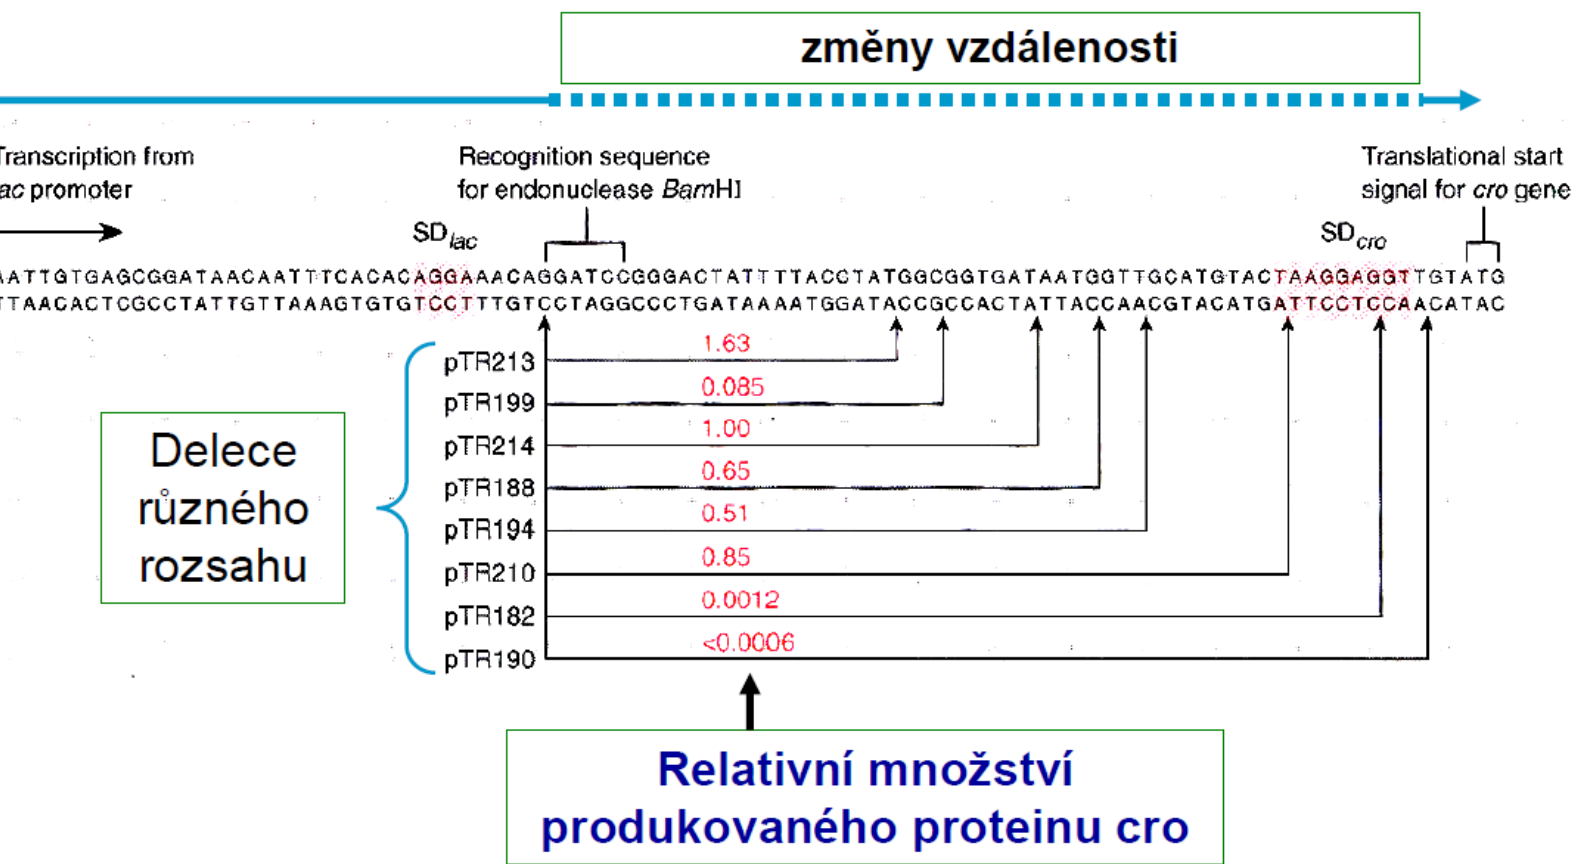 změny vzdálenosti
Transcription from
ac promoter
Recognition sequence
for endonuclease BamHI
Translational start
signal for cro gene
SDlac
SDcro
AATTGTGAGCGGATAACAATTTCACACAGGAAACAGGATCCGGGACTATTTTACCTATGGCGGTGATAATGGTTGCATGTACTAAGGAGGTTGTATG
TTAACACTCGCCTATTGTTAAAGTGTGTCCTTTGTCCTAGGCCCTGATAAAATGGATACCGCCACTATTACCAACGTACATGATTCCTCCAACATAC
pTR213 1.63
pTR199 0.085
pTR214 1.00
pTR188 0.65
pTR194 0.51
pTR210 0.85
pTR182 0.0012
pTR190 <0.0006
Delece
různého
rozsahu
Relativní množství
produkovaného proteinu cro